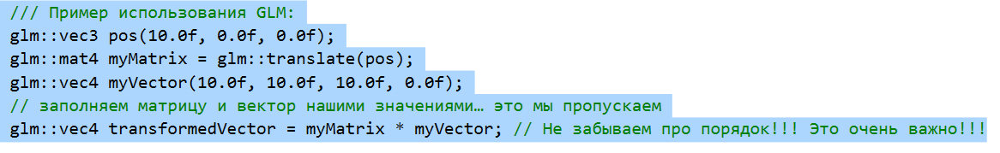 /// Пример использования GLM:
glm::vec3 pos(10.0f, 0.0f, 0.0f);
glm::mat4 myMatrix = glm::translate(pos);
glm::vec4 myVector(10.0f, 10.0f, 10.0f, 0.0f);
// заполняем матрицу и вектор нашими значениями… это мы пропускаем
glm::vec4 transformedVector = myMatrix * myVector; // Не забываем про порядок!!! Это очень важно!!!